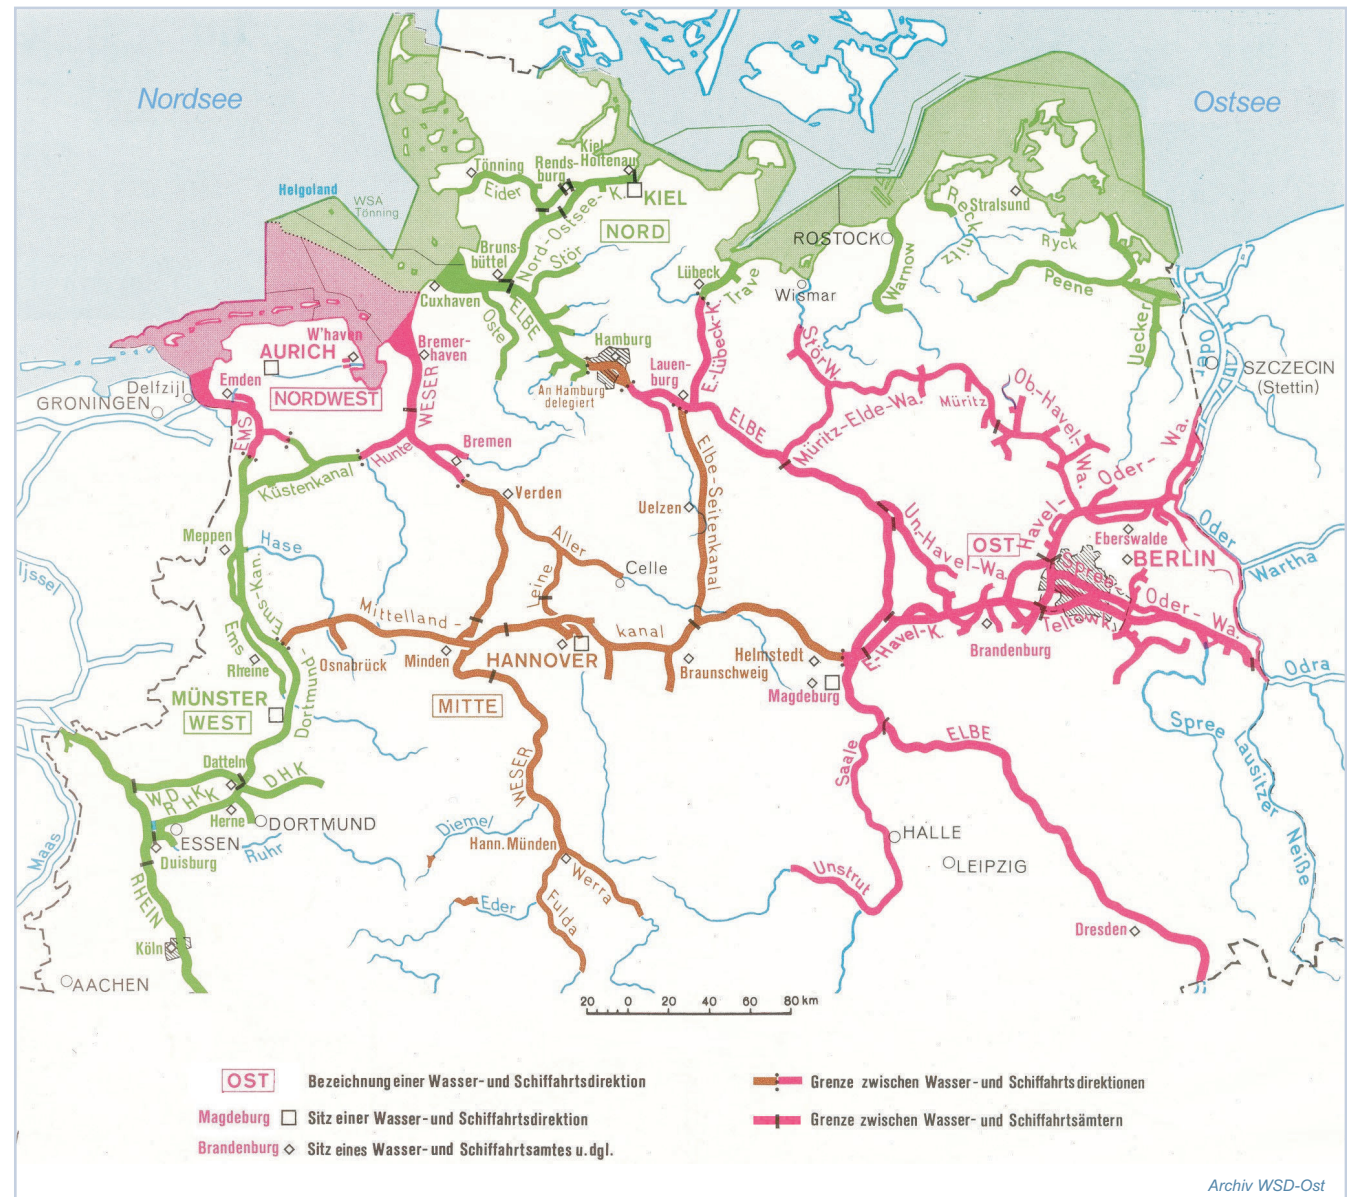 Nordsee
Ostsee
Helgoland
WSA
Tönning
Tönning
Eider
Rends-
burg
Kiel
Holtenau
KIEL
NORD
Nord-Ostsee-K.
Bruns-
büttel
Stör
Cuxhaven
Oste
ELBE
Hamburg
An Hamburg
delegiert
Lübeck
Trave
E.-Lübeck-K.
Lauen-
burg
Wismar
ROSTOCK
Warnow
Recknitz
Stralsund
Ryck
Peene
Uecker
Oder
SZCZECIN
(Stettin)
W'haven
AURICH
Bremer-
haven
NORDWEST
Emden
Delfzijl
GRONINGEN
EMS
WESER
Hunte
Bremen
Küstenkanal
StörW.
Müritz-Elde-Wa.
Müritz
Ob.-Havel-
Wa.
ELBE
Elbe-Seitenkanal
Uelzen
Verden
Aller
Celle
Leine
Meppen
Hase
Ems
Dortmund-Ems-Kan.
Rheine
Mittelland-
kanal
Osnabrück
Minden
HANNOVER
Braunschweig
Helmstedt
Magdeburg
MITTE
MÜNSTER
WEST
Un.-Havel-Wa.
OST
Havel-
Oder-Wa.
Eberswalde
BERLIN
Oder
Wartha
Spree-
Oder-Wa.
Teltow-K.
E.-Havel-K.
Brandenburg
Odra
Spree
Lausitzer Neiße
Ijssel
Maas
Datteln
WDK
RHK
DHK
Herne
DORTMUND
ESSEN
Ruhr
Duisburg
RHEIN
Köln
AACHEN
WESER
Diemel
Hann.Münden
Werra
Fulda
Eder
Saale
ELBE
HALLE
LEIPZIG
Unstrut
Dresden
20 0 20 40 60 80 km
OST Bezeichnung einer Wasser- und Schiffahrtsdirektion
Magdeburg Sitz einer Wasser- und Schiffahrtsdirektion
Brandenburg Sitz eines Wasser- und Schiffahrtsamtes u. dgl.
Grenze zwischen Wasser- und Schiffahrtsdirektionen
Grenze zwischen Wasser- und Schiffahrtsämtern
Archiv WSD-Ost